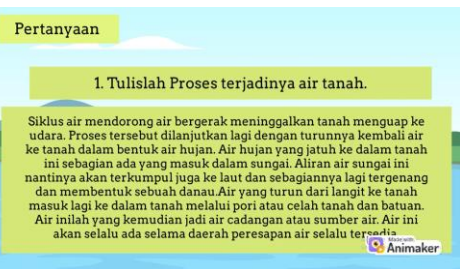 Pertanyaan
1. Tulislah Proses terjadinya air tanah.
Siklus air mendorong air bergerak meninggalkan tanah menguap ke
udara. Proses tersebut dilanjutkan lagi dengan turunnya kembali air
ke tanah dalam bentuk air hujan. Air hujan yang jatuh ke dalam tanah
ini sebagian ada yang masuk dalam sungai. Aliran air sungai ini
nantinya akan terkumpul juga ke laut dan sebagiannya lagi tergenang
dan membentuk sebuah danau.Air yang turun dari langit ke tanah
masuk lagi ke dalam tanah melalui pori atau celah tanah dan batuan.
Air inilah yang kemudian jadi air cadangan atau sumber air. Air ini
akan selalu ada selama daerah peresapan air selalu tersedia
Made with
Animaker